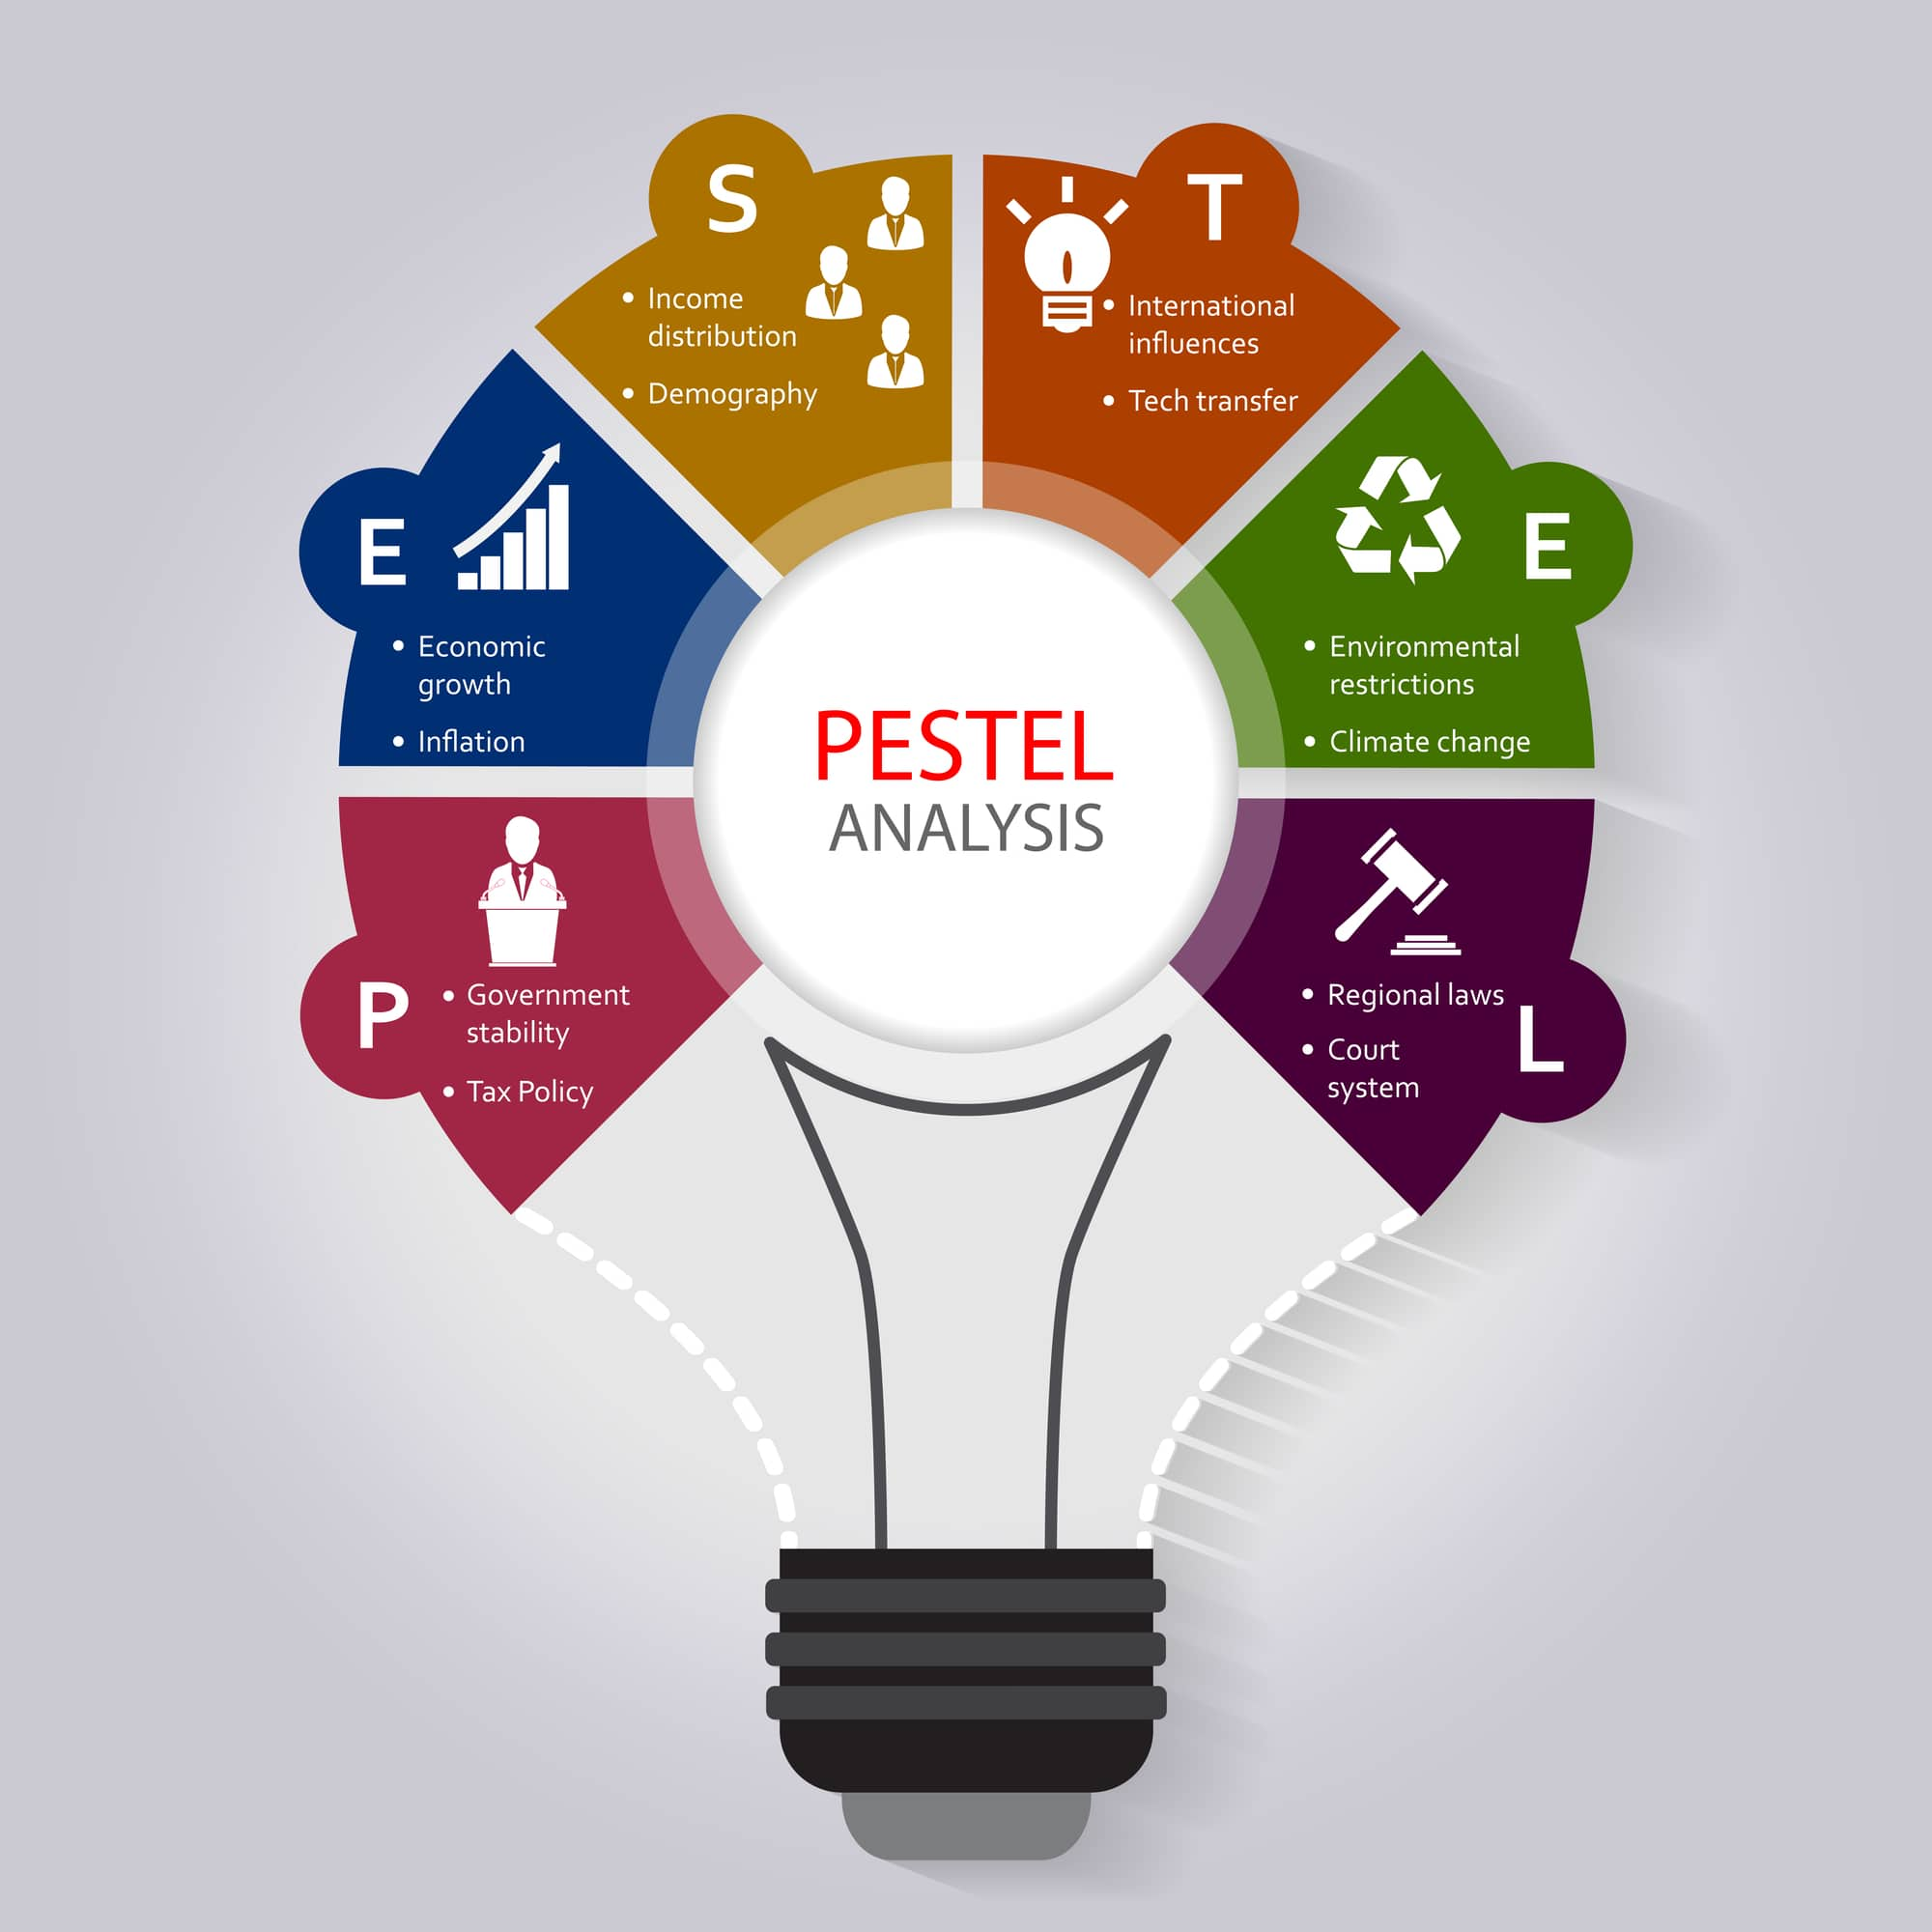 PESTEL
ANALYSIS
P
• Government
stability
• Tax Policy
E
• Economic
growth
• Inflation
S
• Income
distribution
• Demography
T
• International
influences
• Tech transfer
E
• Environmental
restrictions
• Climate change
L
• Regional laws
• Court
system